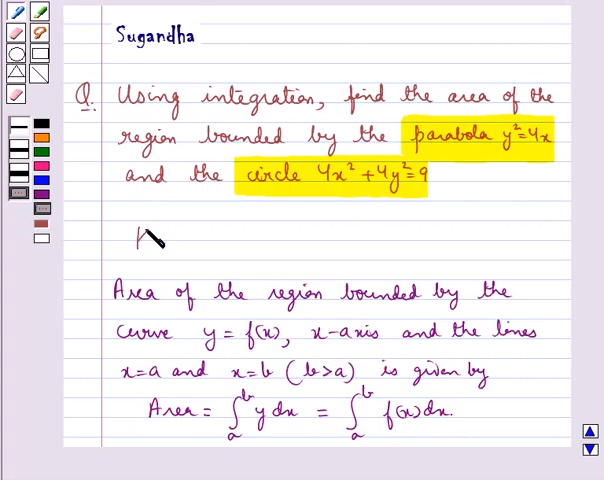 Sugandha
Q. Using integration, find the area of the
region bounded by the parabola y²=4x
and the circle 4x² + 4y²=9
Area of the region bounded by the
curve y = f(x), x-axis and the lines
x=a and x=b (b>a) is given by
Area = ∫ₐᵇ y dx = ∫ₐᵇ f(x) dx.